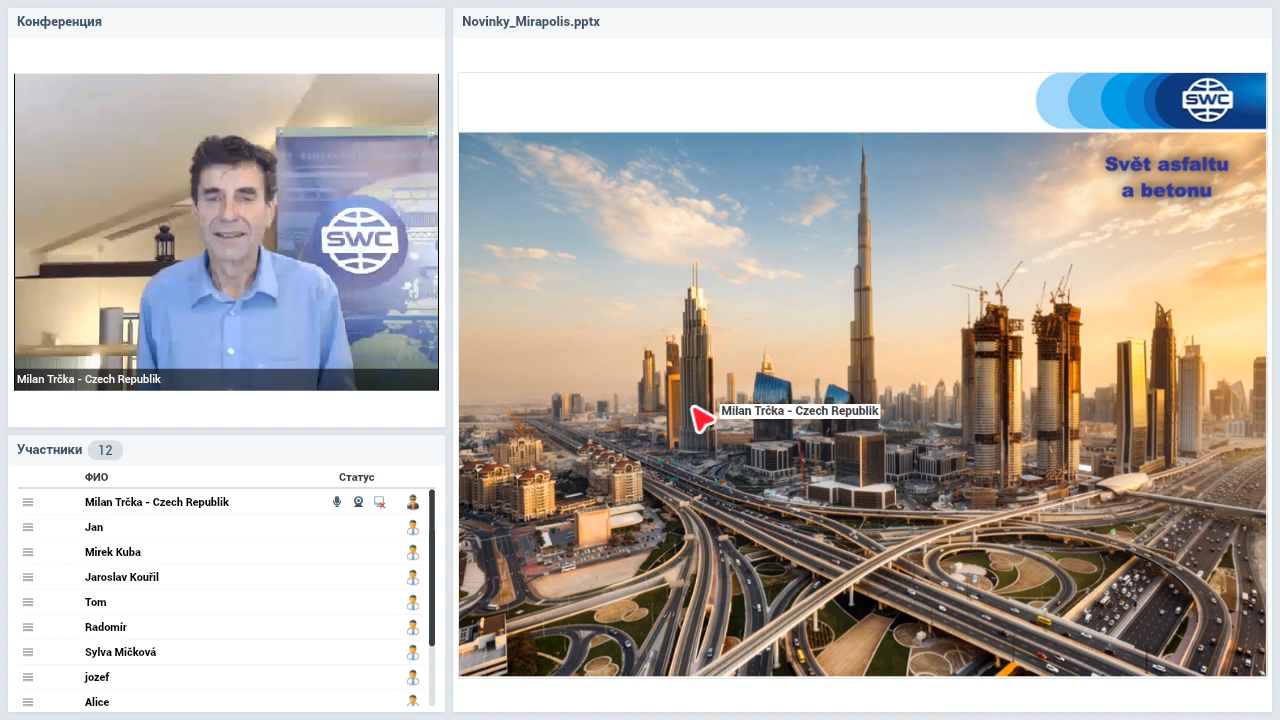 Конференция
SWC
Milan Trčka - Czech Republik
Участники 12
ФИО Статус
Milan Trčka - Czech Republik
Jan
Mirek Kuba
Jaroslav Kouřil
Tom
Radomír
Sylva Mičková
jozef
Alice
Novinky_Mirapolis.pptx
SWC
Svět asfaltu
a betonu
Milan Trčka - Czech Republik